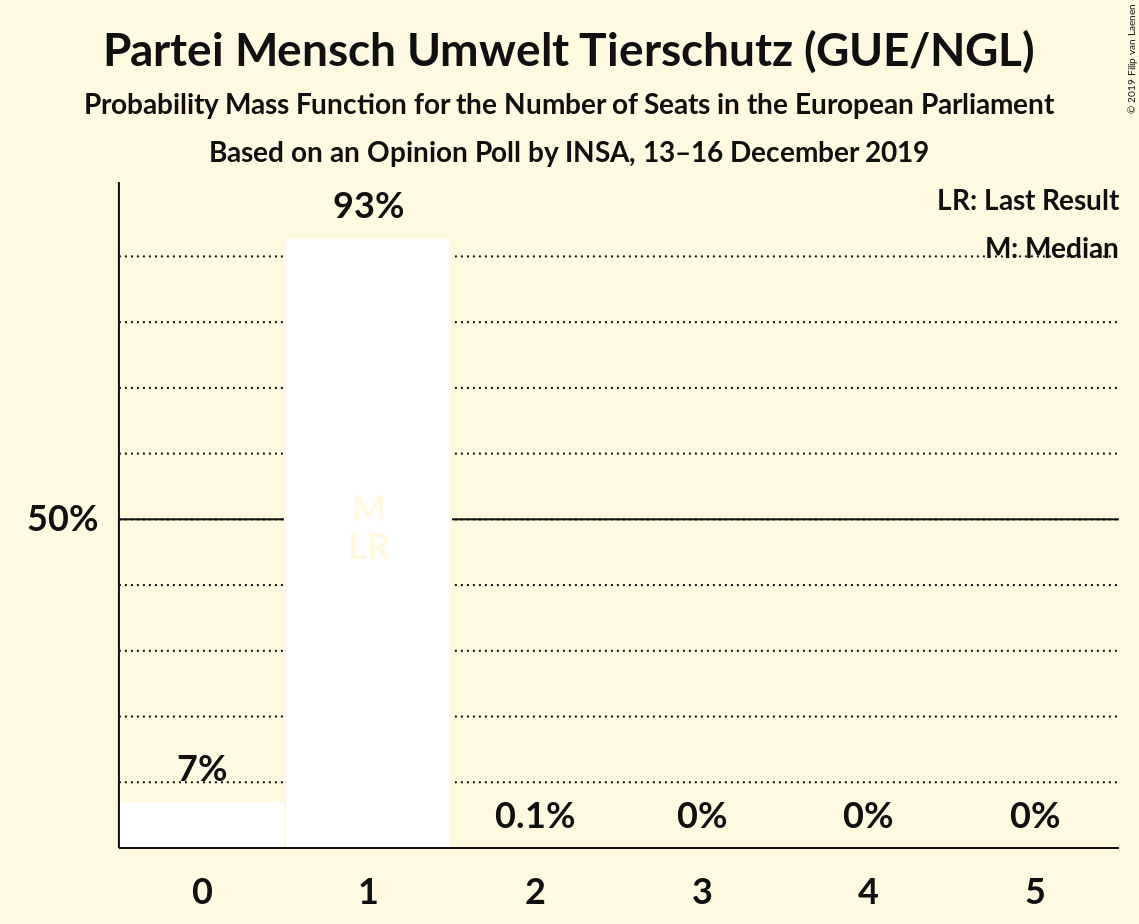 Partei Mensch Umwelt Tierschutz (GUE/NGL)
Probability Mass Function for the Number of Seats in the European Parliament
Based on an Opinion Poll by INSA, 13–16 December 2019
© 2019 Filip van Laenen
LR: Last Result
M: Median
93%
50%
M
LR
7%
0.1%
0%
0%
0%
0
1
2
3
4
5